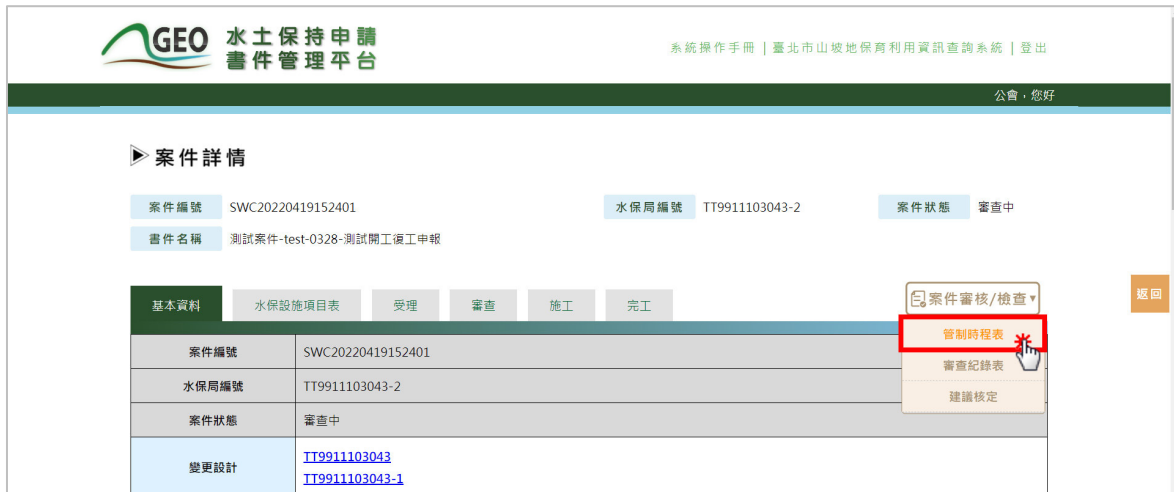 GEO 水土保持申請
書件管理平台
系統操作手冊 | 臺北市山坡地保育利用資訊查詢系統 | 登出
公會，您好
案件詳情
案件編號 SWC20220419152401 水保局編號 TT9911103043-2 案件狀態 審查中
書件名稱 測試案件-test-0328-測試開工復工申報
基本資料 水保設施項目表 受理 審查 施工 完工 案件審核/檢查▼ 返回
管制時程表
審查紀錄表
建議核定
案件編號 SWC20220419152401
水保局編號 TT9911103043-2
案件狀態 審查中
變更設計 TT9911103043
TT9911103043-1